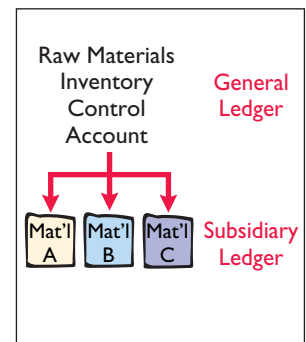 Raw Materials
Inventory
Control
Account
General
Ledger
Mat'l
A
Mat'l
B
Mat'l
C
Subsidiary
Ledger